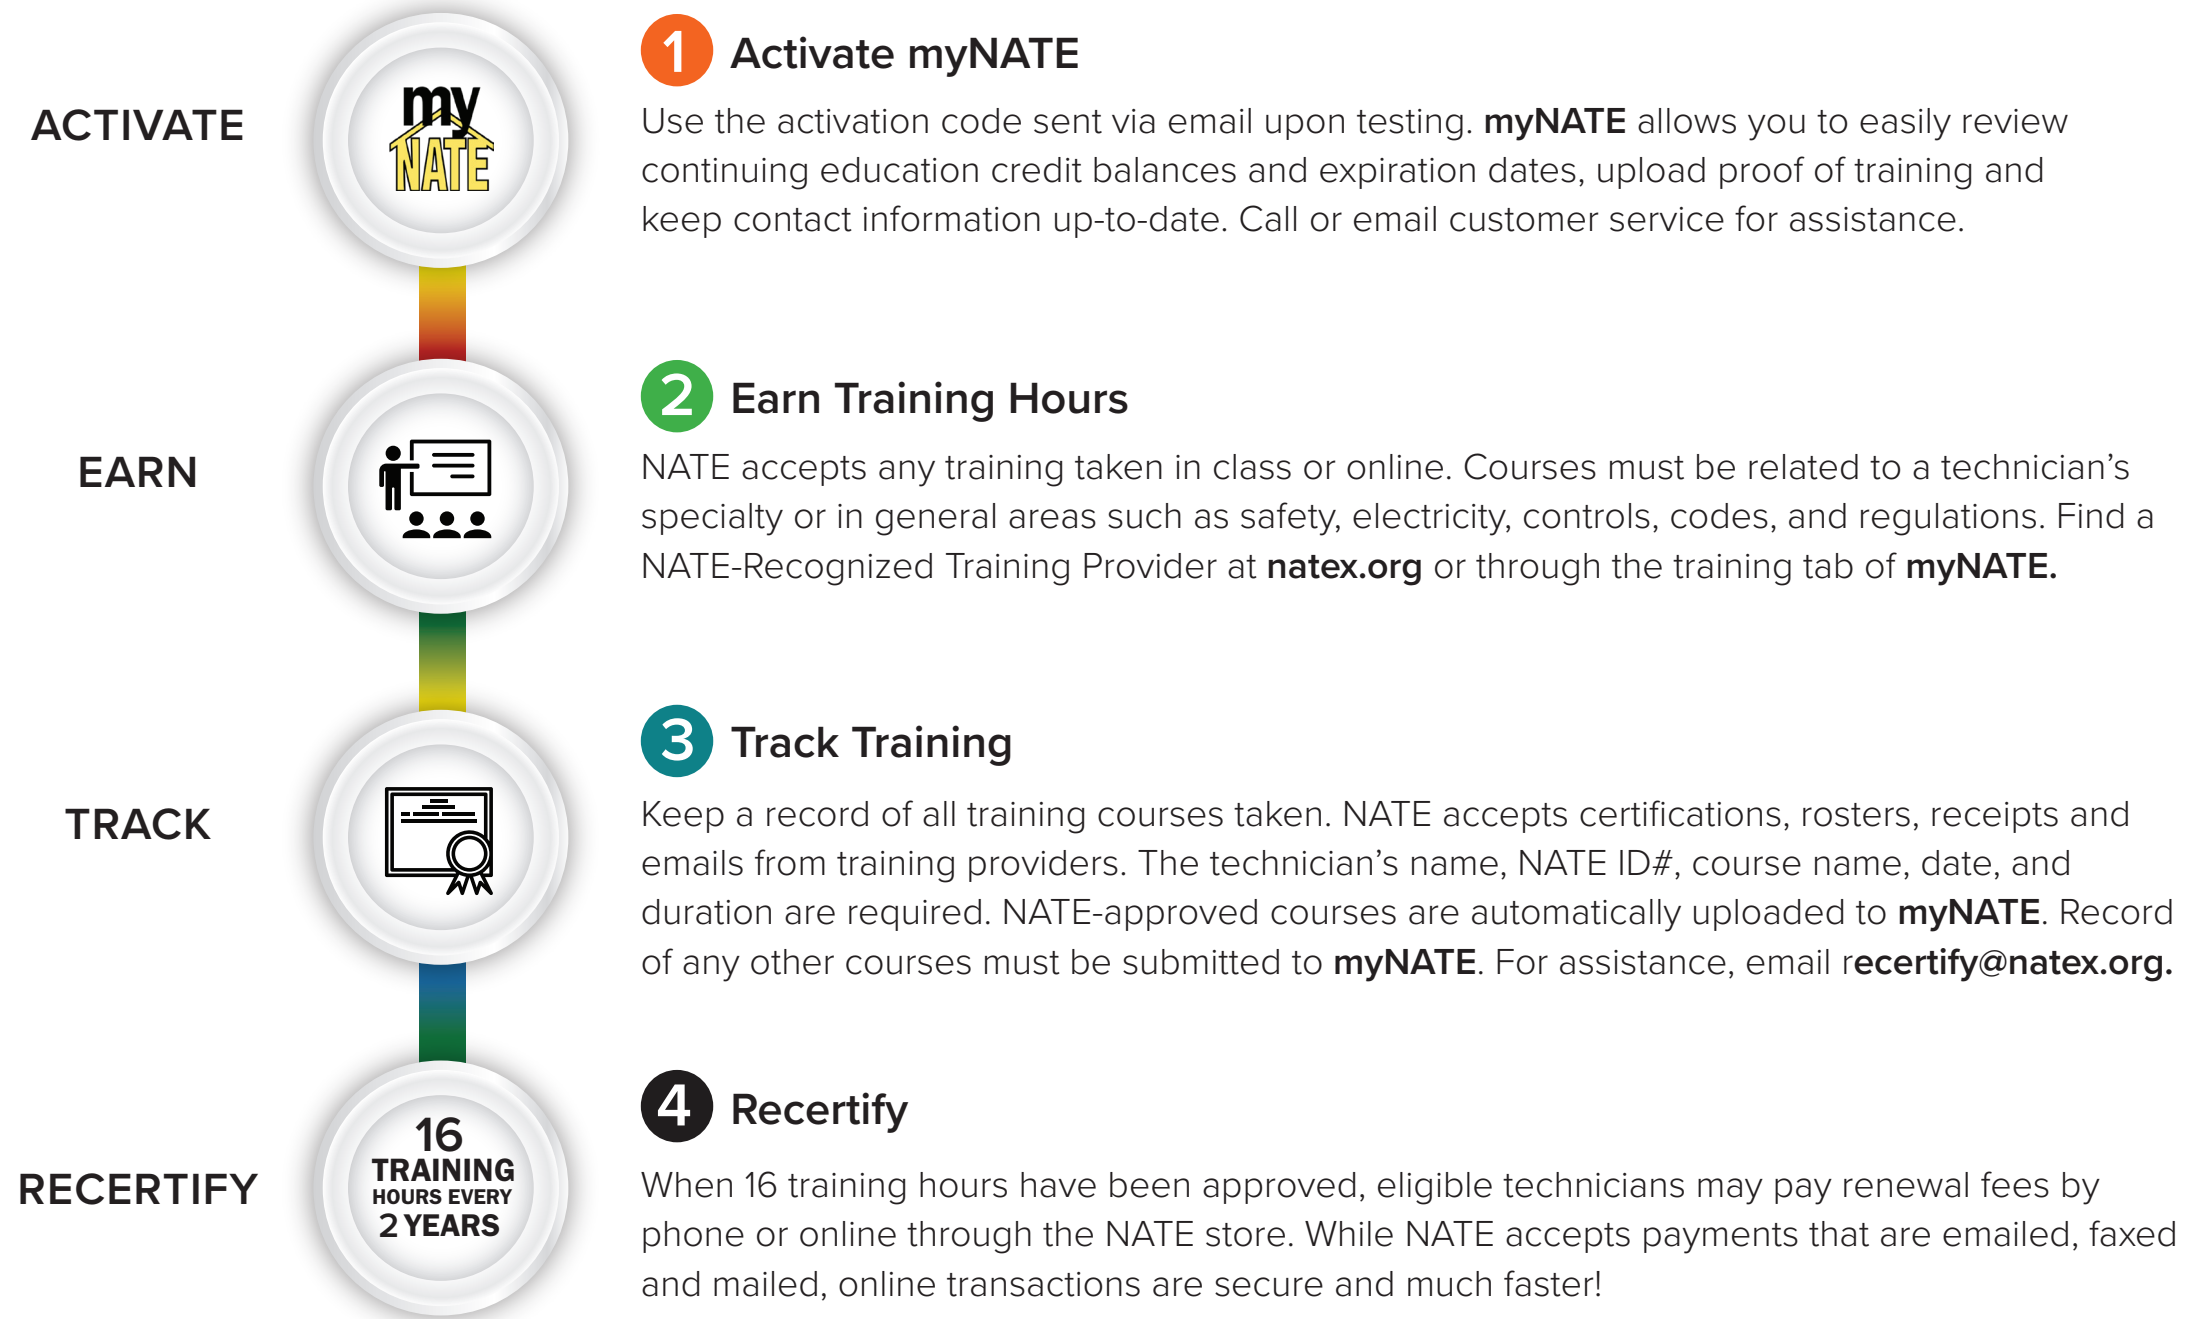 ACTIVATE
my
NATE
1 Activate myNATE
Use the activation code sent via email upon testing. myNATE allows you to easily review
continuing education credit balances and expiration dates, upload proof of training and
keep contact information up-to-date. Call or email customer service for assistance.
EARN
2 Earn Training Hours
NATE accepts any training taken in class or online. Courses must be related to a technician’s
specialty or in general areas such as safety, electricity, controls, codes, and regulations. Find a
NATE-Recognized Training Provider at natex.org or through the training tab of myNATE.
TRACK
3 Track Training
Keep a record of all training courses taken. NATE accepts certifications, rosters, receipts and
emails from training providers. The technician’s name, NATE ID#, course name, date, and
duration are required. NATE-approved courses are automatically uploaded to myNATE. Record
of any other courses must be submitted to myNATE. For assistance, email recertify@natex.org.
RECERTIFY
16
TRAINING
HOURS EVERY
2 YEARS
4 Recertify
When 16 training hours have been approved, eligible technicians may pay renewal fees by
phone or online through the NATE store. While NATE accepts payments that are emailed, faxed
and mailed, online transactions are secure and much faster!